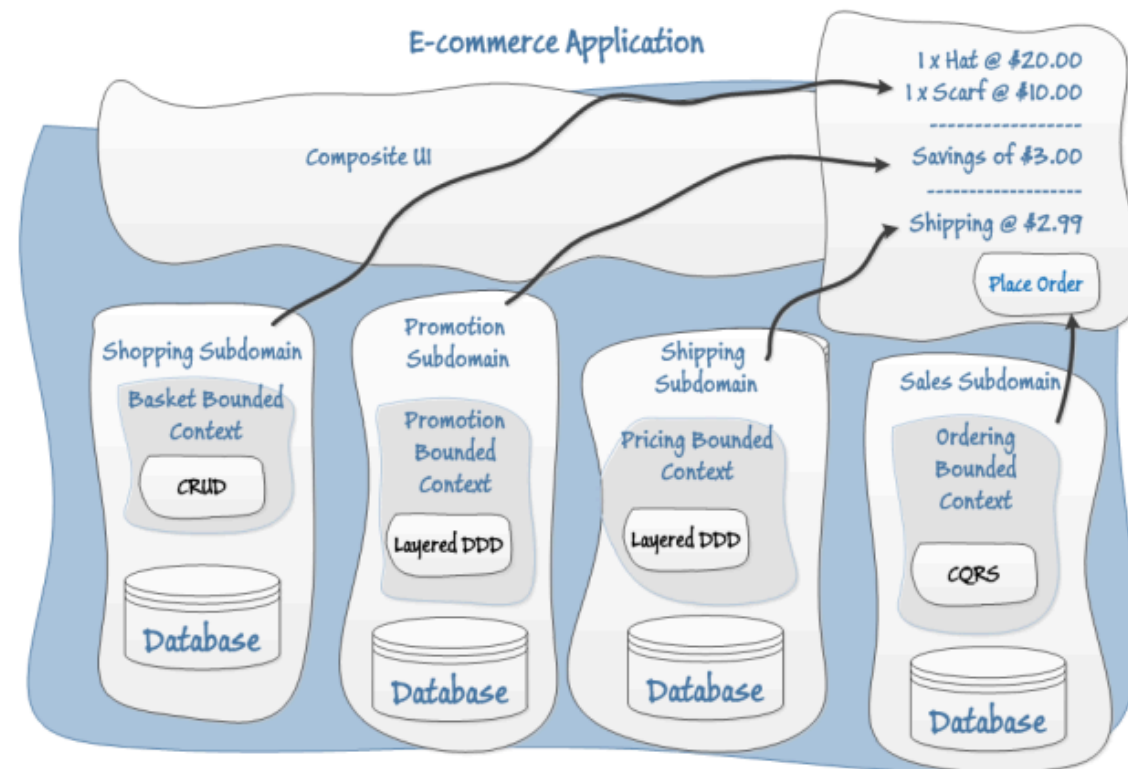 E-commerce Application
1 x Hat @ $20.00
1 x Scarf @ $10.00
------------------
Savings of $3.00
------------------
Shipping @ $2.99
Place Order
Composite UI
Shopping Subdomain
Basket Bounded
Context
CRUD
Database
Promotion
Subdomain
Promotion
Bounded
Context
Layered DDD
Database
Shipping
Subdomain
Pricing Bounded
Context
Layered DDD
Database
Sales Subdomain
Ordering
Bounded
Context
CQRS
Database